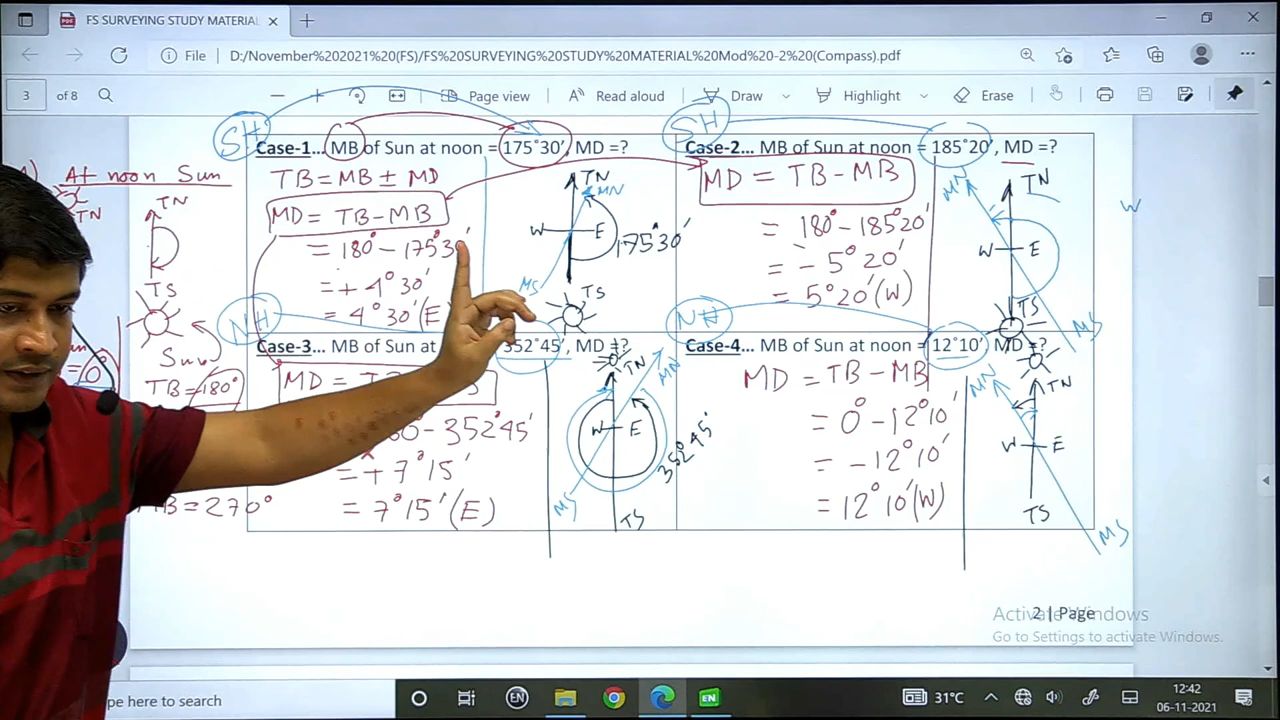 FS SURVEYING STUDY MATERIAL
File
D:/November%202021%20(FS)/FS%20SURVEYING%20STUDY%20MATERIAL%20Mod%20-2%20(Compass).pdf
3 of 8
Page view
Read aloud
Draw
Highlight
Erase
At noon Sun
TN
TN
TS
Sun
TB = 180°
= 0°
TB = 270°
SH
Case-1... MB of Sun at noon = 175°30', MD =?
TB = MB ± MD
MD = TB - MB
= 180° - 175°30'
= + 4°30'
= 4°30' (E)
TN
MN
W
E
175°30'
MS
TS
SH
Case-2... MB of Sun at noon = 185°20', MD =?
MD = TB - MB
= 180° - 185°20'
= - 5°20'
= 5°20' (W)
MN
TN
W
E
TS
MS
W
NH
Case-3... MB of Sun at 352°45', MD =?
MD =
- 352°45'
= + 7°15'
= 7°15' (E)
TN
MN
W
E
352°45'
MS
TS
NH
Case-4... MB of Sun at noon = 12°10', MD =?
MD = TB - MB
= 0° - 12°10'
= - 12°10'
= 12°10' (W)
MN
TN
W
E
TS
MS
2 | Page
Activate Windows
Go to Settings to activate Windows.
pe here to search
EN
EN
31°C
12:42
06-11-2021